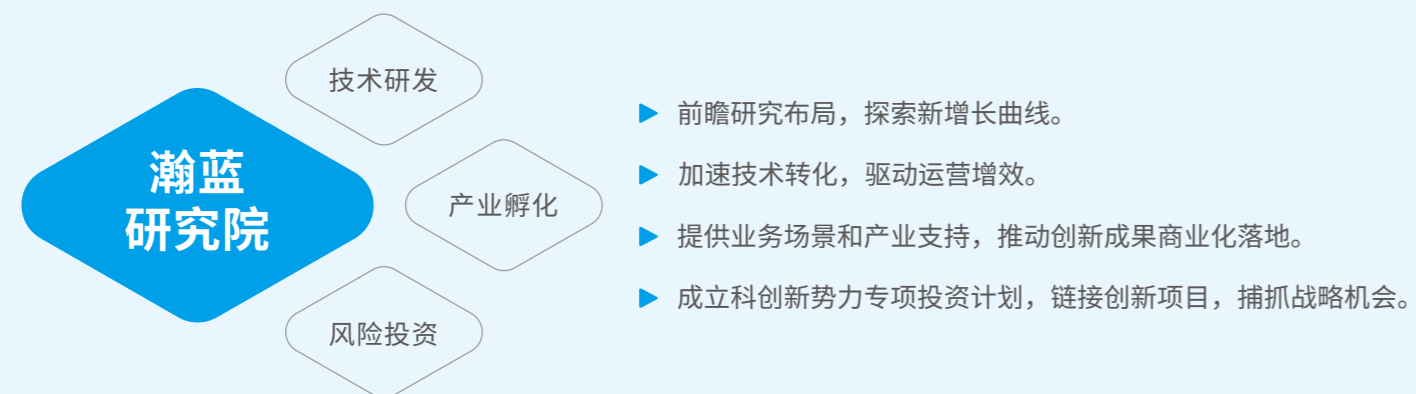 技术研发
瀚蓝
研究院
产业孵化
风险投资
前瞻研究布局，探索新增长曲线。
加速技术转化，驱动运营增效。
提供业务场景和产业支持，推动创新成果商业化落地。
成立科创新势力专项投资计划，链接创新项目，捕抓战略机会。